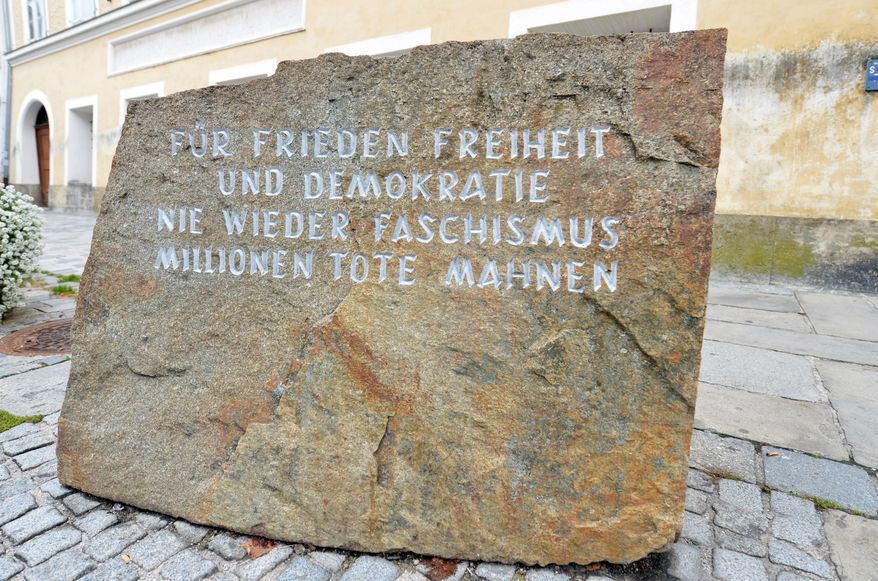 FÜR FRIEDEN FREIHEIT
UND DEMOKRATIE
NIE WIEDER FASCHISMUS
MILLIONEN TOTE MAHNEN